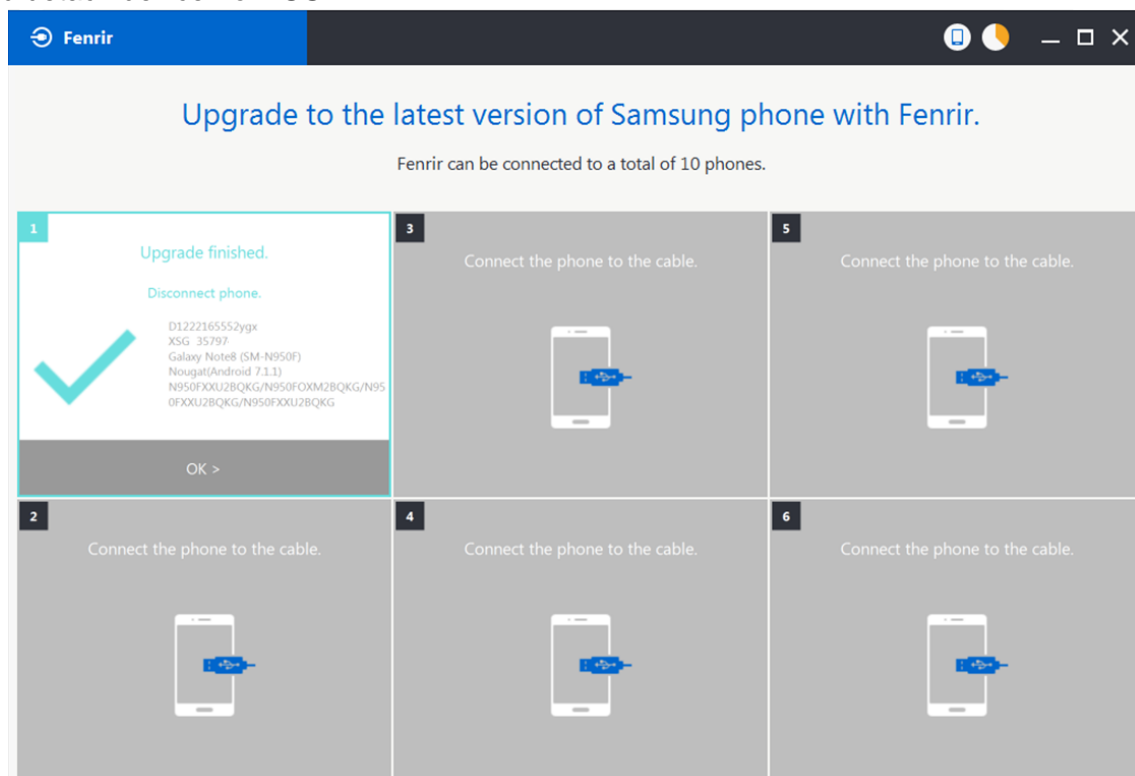 Fenrir
Upgrade to the latest version of Samsung phone with Fenrir.
Fenrir can be connected to a total of 10 phones.
1
Upgrade finished.
Disconnect phone.
D1222165552ygx
XSG 35797
Galaxy Note8 (SM-N950F)
Nougat(Android 7.1.1)
N950FXXU2BQKG/N950FOXM2BQKG/N95
0FXXU2BQKG/N950FXXU2BQKG
OK >
3
Connect the phone to the cable.
5
Connect the phone to the cable.
2
Connect the phone to the cable.
4
Connect the phone to the cable.
6
Connect the phone to the cable.